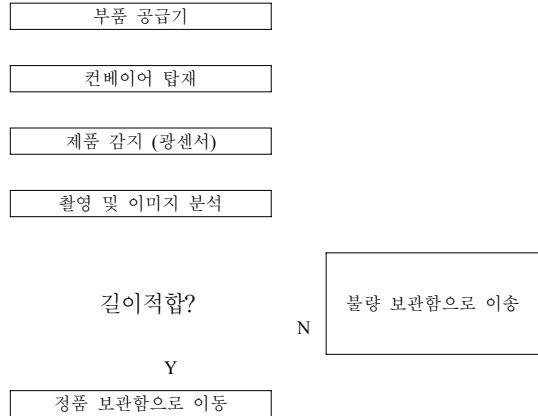 부품 공급기
컨베이어 탑재
제품 감지 (광센서)
촬영 및 이미지 분석
길이적합?
불량 보관함으로 이송
N
Y
정품 보관함으로 이동